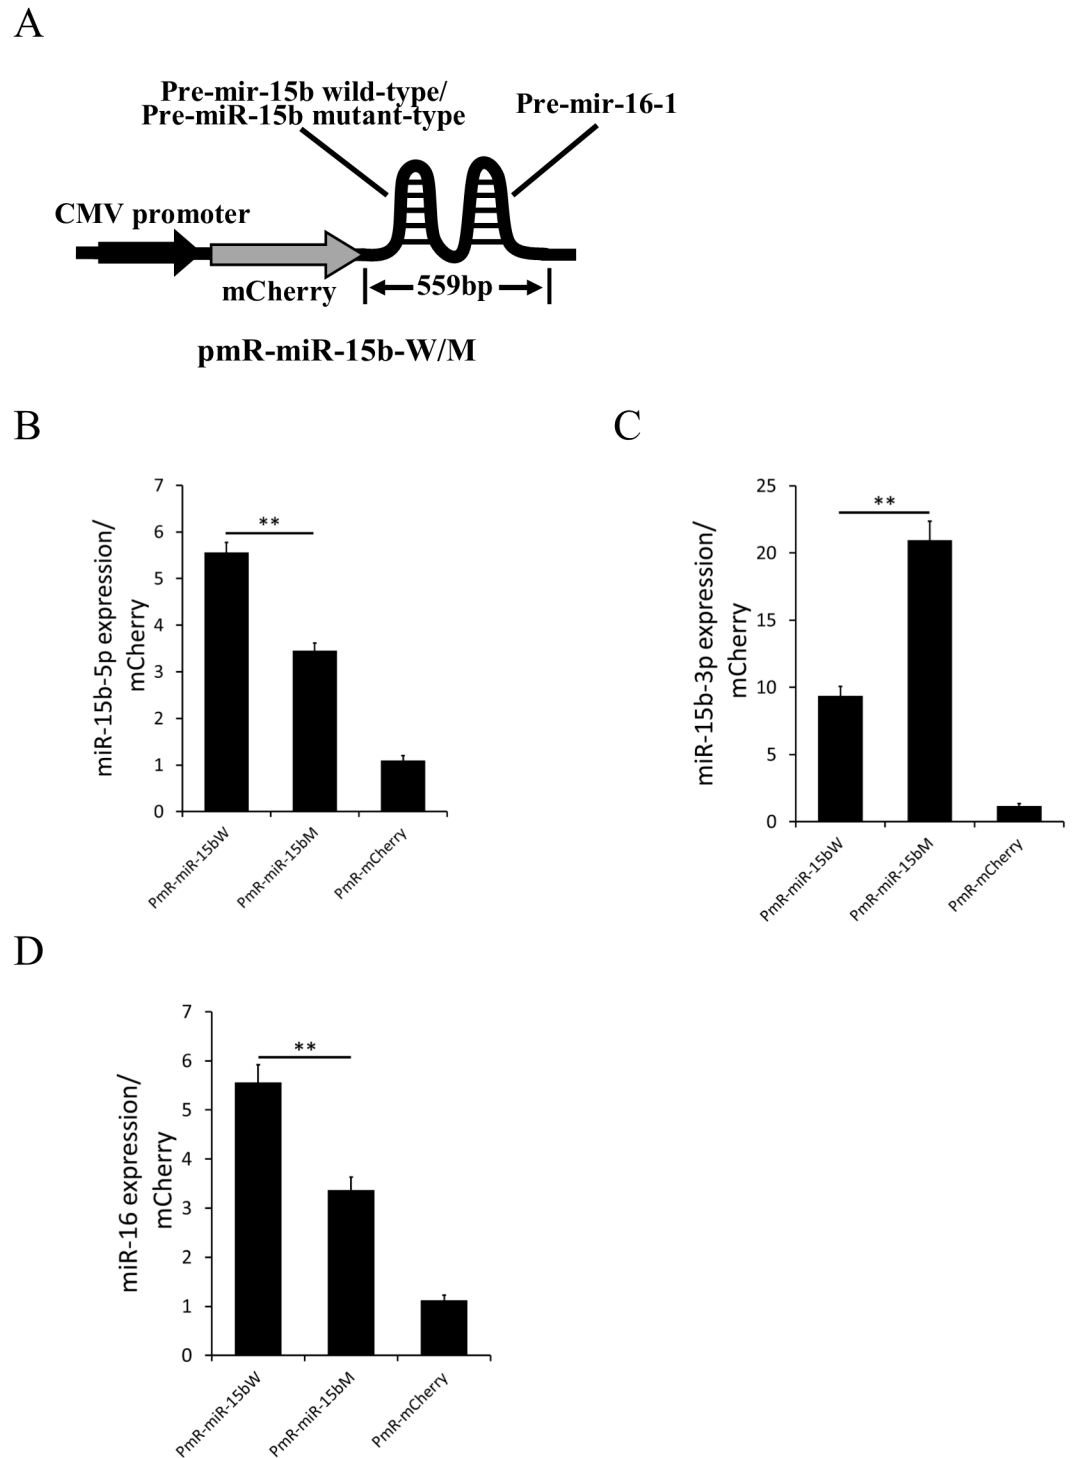 A
Pre-mir-15b wild-type/
Pre-miR-15b mutant-type
Pre-mir-16-1
CMV promoter
mCherry
559bp
pmR-miR-15b-W/M
B
miR-15b-5p expression/
mCherry
7
6
5
4
3
2
1
0
**
PmR-miR-15bW
PmR-miR-15bM
PmR-mCherry
C
miR-15b-3p expression/
mCherry
25
20
15
10
5
0
**
PmR-miR-15bW
PmR-miR-15bM
PmR-mCherry
D
miR-16 expression/
mCherry
7
6
5
4
3
2
1
0
**
PmR-miR-15bW
PmR-miR-15bM
PmR-mCherry